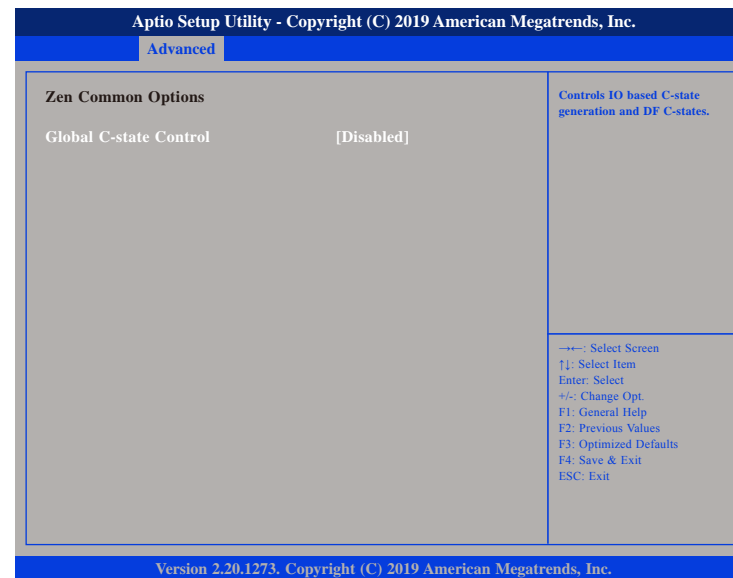 Aptio Setup Utility - Copyright (C) 2019 American Megatrends, Inc.
Advanced
Zen Common Options
Global C-state Control [Disabled]
Controls IO based C-state
generation and DF C-states.
→←: Select Screen
↑↓: Select Item
Enter: Select
+/-: Change Opt.
F1: General Help
F2: Previous Values
F3: Optimized Defaults
F4: Save & Exit
ESC: Exit
Version 2.20.1273. Copyright (C) 2019 American Megatrends, Inc.